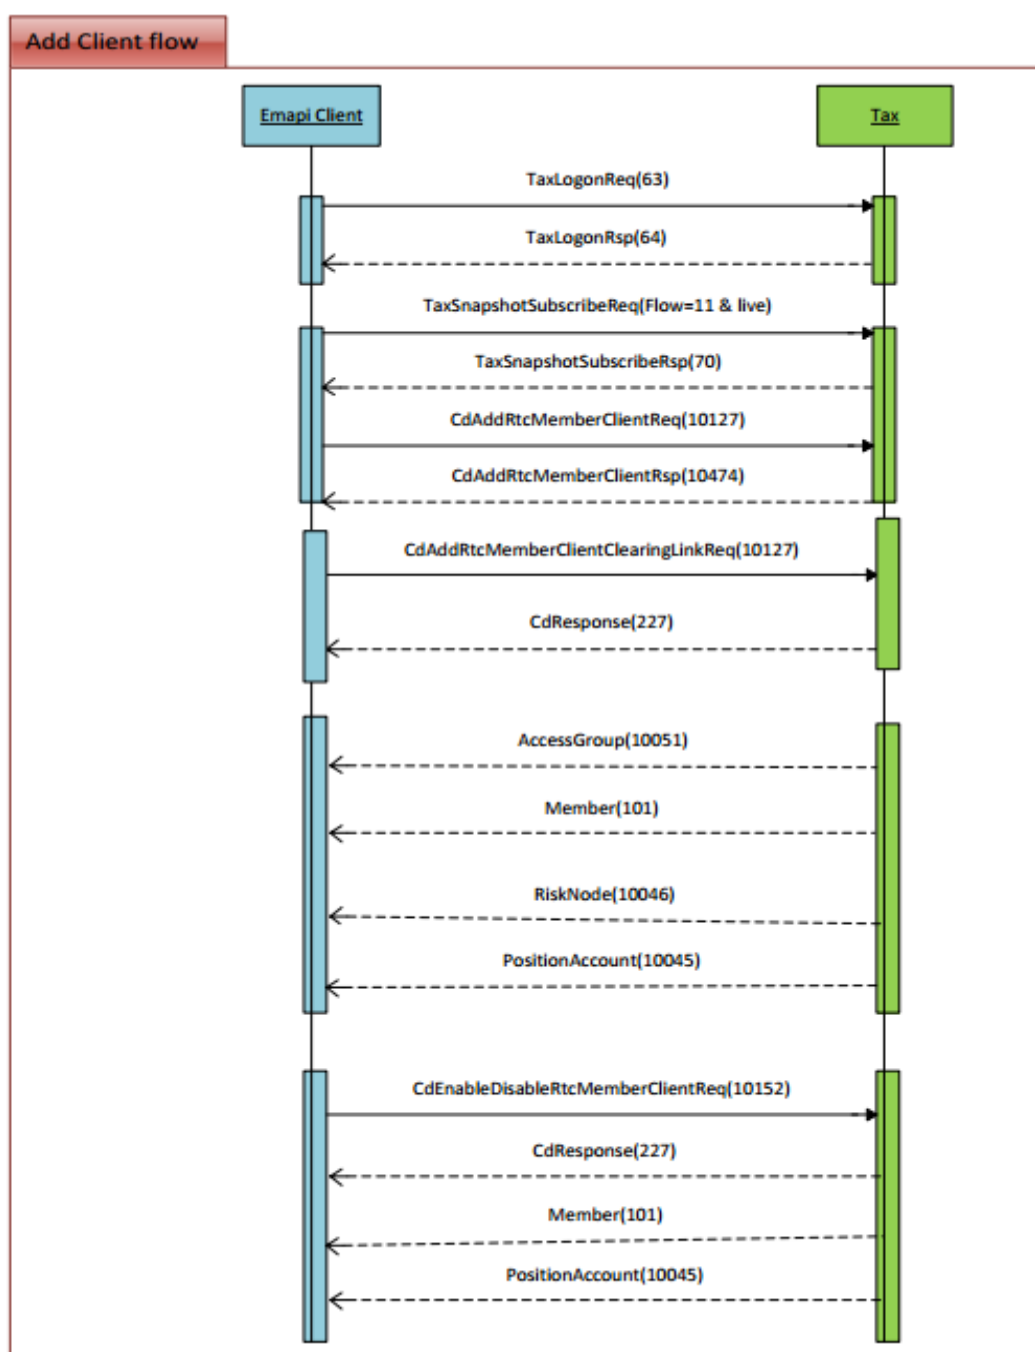 Add Client flow
Emapi Client
Tax
TaxLogonReq(63)
TaxLogonRsp(64)
TaxSnapshotSubscribeReq(Flow=11 & live)
TaxSnapshotSubscribeRsp(70)
CdAddRtcMemberClientReq(10127)
CdAddRtcMemberClientRsp(10474)
CdAddRtcMemberClientClearingLinkReq(10127)
CdResponse(227)
AccessGroup(10051)
Member(101)
RiskNode(10046)
PositionAccount(10045)
CdEnableDisableRtcMemberClientReq(10152)
CdResponse(227)
Member(101)
PositionAccount(10045)